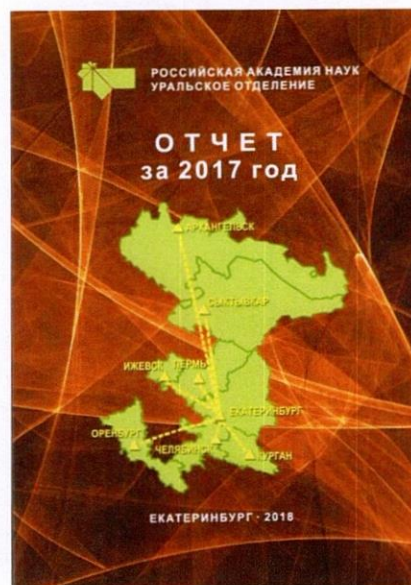 РОССИЙСКАЯ АКАДЕМИЯ НАУК
УРАЛЬСКОЕ ОТДЕЛЕНИЕ
ОТЧЕТ
за 2017 год
АРХАНГЕЛЬСК
СЫКТЫВКАР
ИЖЕВСК ПЕРМЬ
ЕКАТЕРИНБУРГ
ОРЕНБУРГ
ЧЕЛЯБИНСК
КУРГАН
ЕКАТЕРИНБУРГ · 2018